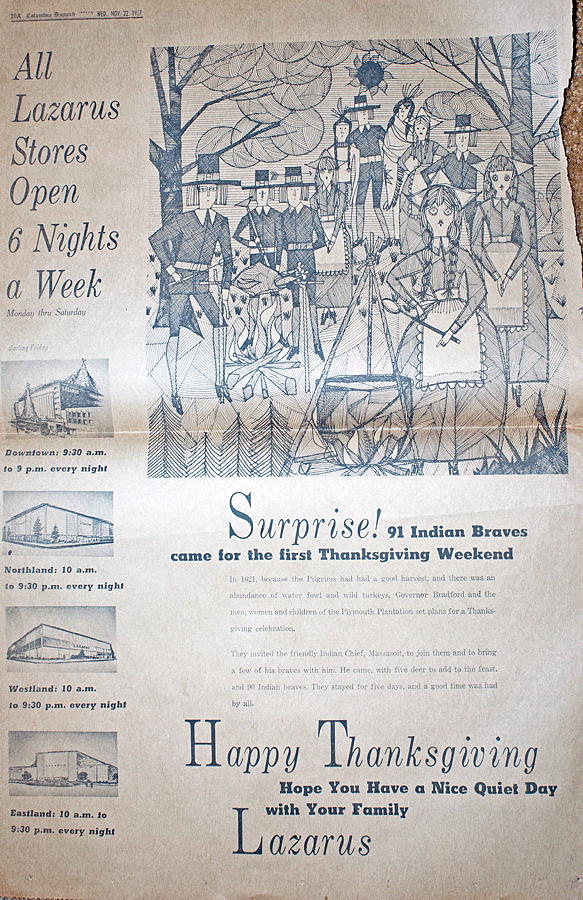 20A Columbus Dispatch ***** WED., NOV. 22, 1967
All
Lazarus
Stores
Open
6 Nights
a Week
Monday thru Saturday
starting Friday
Downtown: 9:30 a.m.
to 9 p.m. every night
Northland: 10 a.m.
to 9:30 p.m. every night
LAZARUS
Westland: 10 a.m.
to 9:30 p.m. every night
Eastland: 10 a.m. to
9:30 p.m. every night
Surprise! 91 Indian Braves
came for the first Thanksgiving Weekend
In 1621, because the Pilgrims had had a good harvest, and there was an
abundance of water fowl and wild turkeys, Governor Bradford and the
men, women and children of the Plymouth Plantation set plans for a Thanks-
giving celebration.
They invited the friendly Indian Chief, Massasoit, to join them and to bring
a few of his braves with him. He came, with five deer to add to the feast,
and 90 Indian braves. They stayed for five days, and a good time was had
by all.
Happy Thanksgiving
Hope You Have a Nice Quiet Day
with Your Family
Lazarus